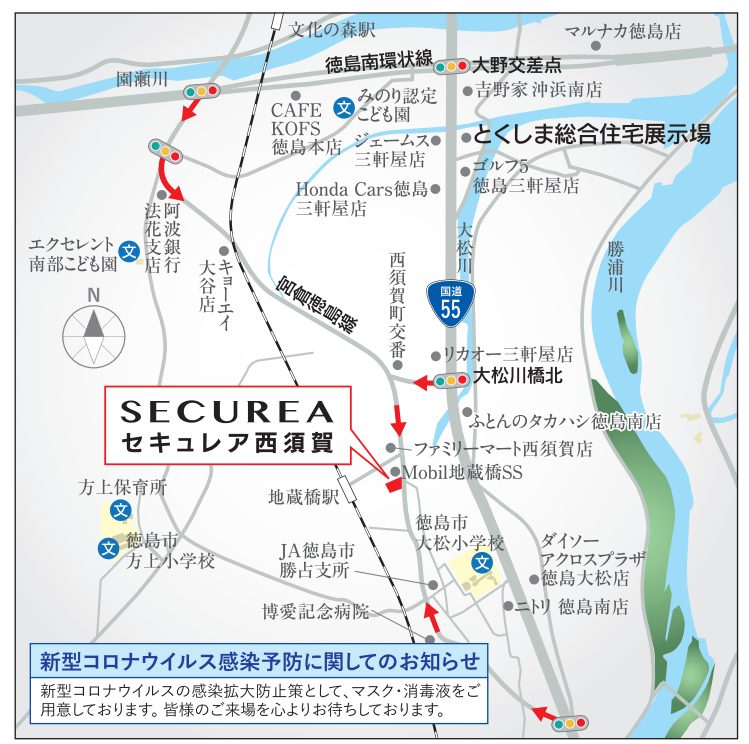 文化の森駅
マルナカ徳島店
徳島南環状線
大野交差点
園瀬川
吉野家 沖浜南店
みのり認定
こども園
文
CAFE
KOFS
徳島本店
ジェームス
三軒屋店
とくしま総合住宅展示場
ゴルフ5
徳島三軒屋店
Honda Cars徳島
三軒屋店
阿波銀行
法花支店
エクセレント
南部こども園
文
キョーエイ
大谷店
大松川
勝浦川
西須賀町交番
宮倉徳島線
国道
55
N
リカオー三軒屋店
大松川橋北
SECUREA
セキュレア西須賀
ふとんのタカハシ徳島南店
ファミリーマート西須賀店
Mobil地蔵橋SS
地蔵橋駅
方上保育所
文
文
徳島市
方上小学校
徳島市
大松小学校
文
ダイソー
アクロスプラザ
徳島大松店
JA徳島市
勝占支所
ニトリ 徳島南店
博愛記念病院
新型コロナウイルス感染予防に関してのお知らせ
新型コロナウイルスの感染拡大防止策として、マスク・消毒液をご
用意しております。皆様のご来場を心よりお待ちしております。